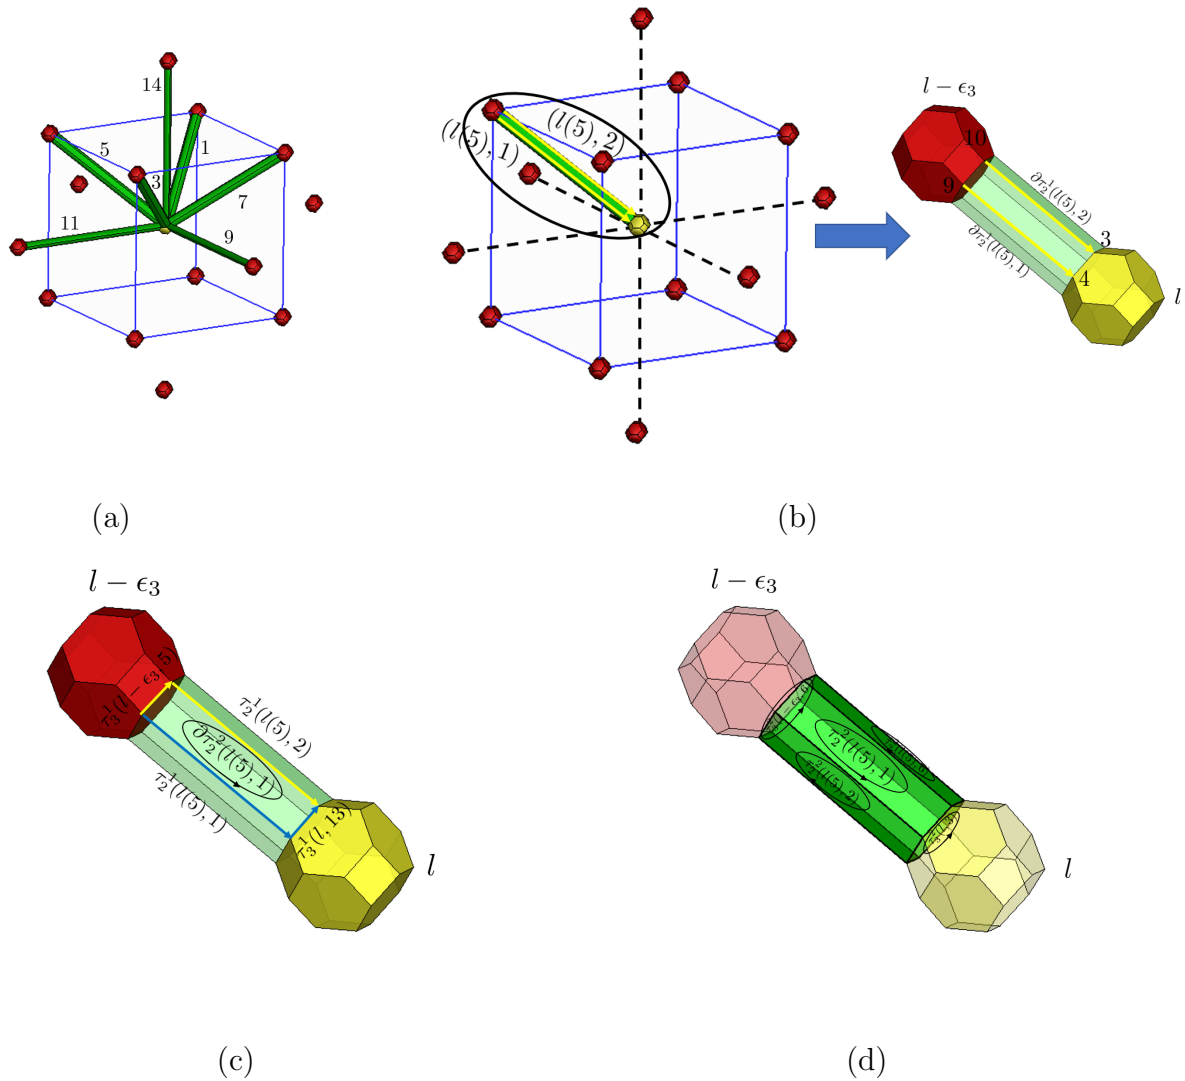 14
5
3
1
7
11
9
(a)
(l(5), 1)
(l(5), 2)
(b)
l − ϵ₃
10
9
∂τ₂¹(l(5), 2)
∂τ₂¹(l(5), 1)
3
4
l
l − ϵ₃
τ₃¹(l − ϵ₃, 5)
τ₂¹(l(5), 2)
∂τ₂²(l(5), 1)
τ₂¹(l(5), 1)
τ₃¹(l, 13)
l
(c)
l − ϵ₃
τ₂²(l(5), 1)
τ₂²(l(5), 2)
l
(d)